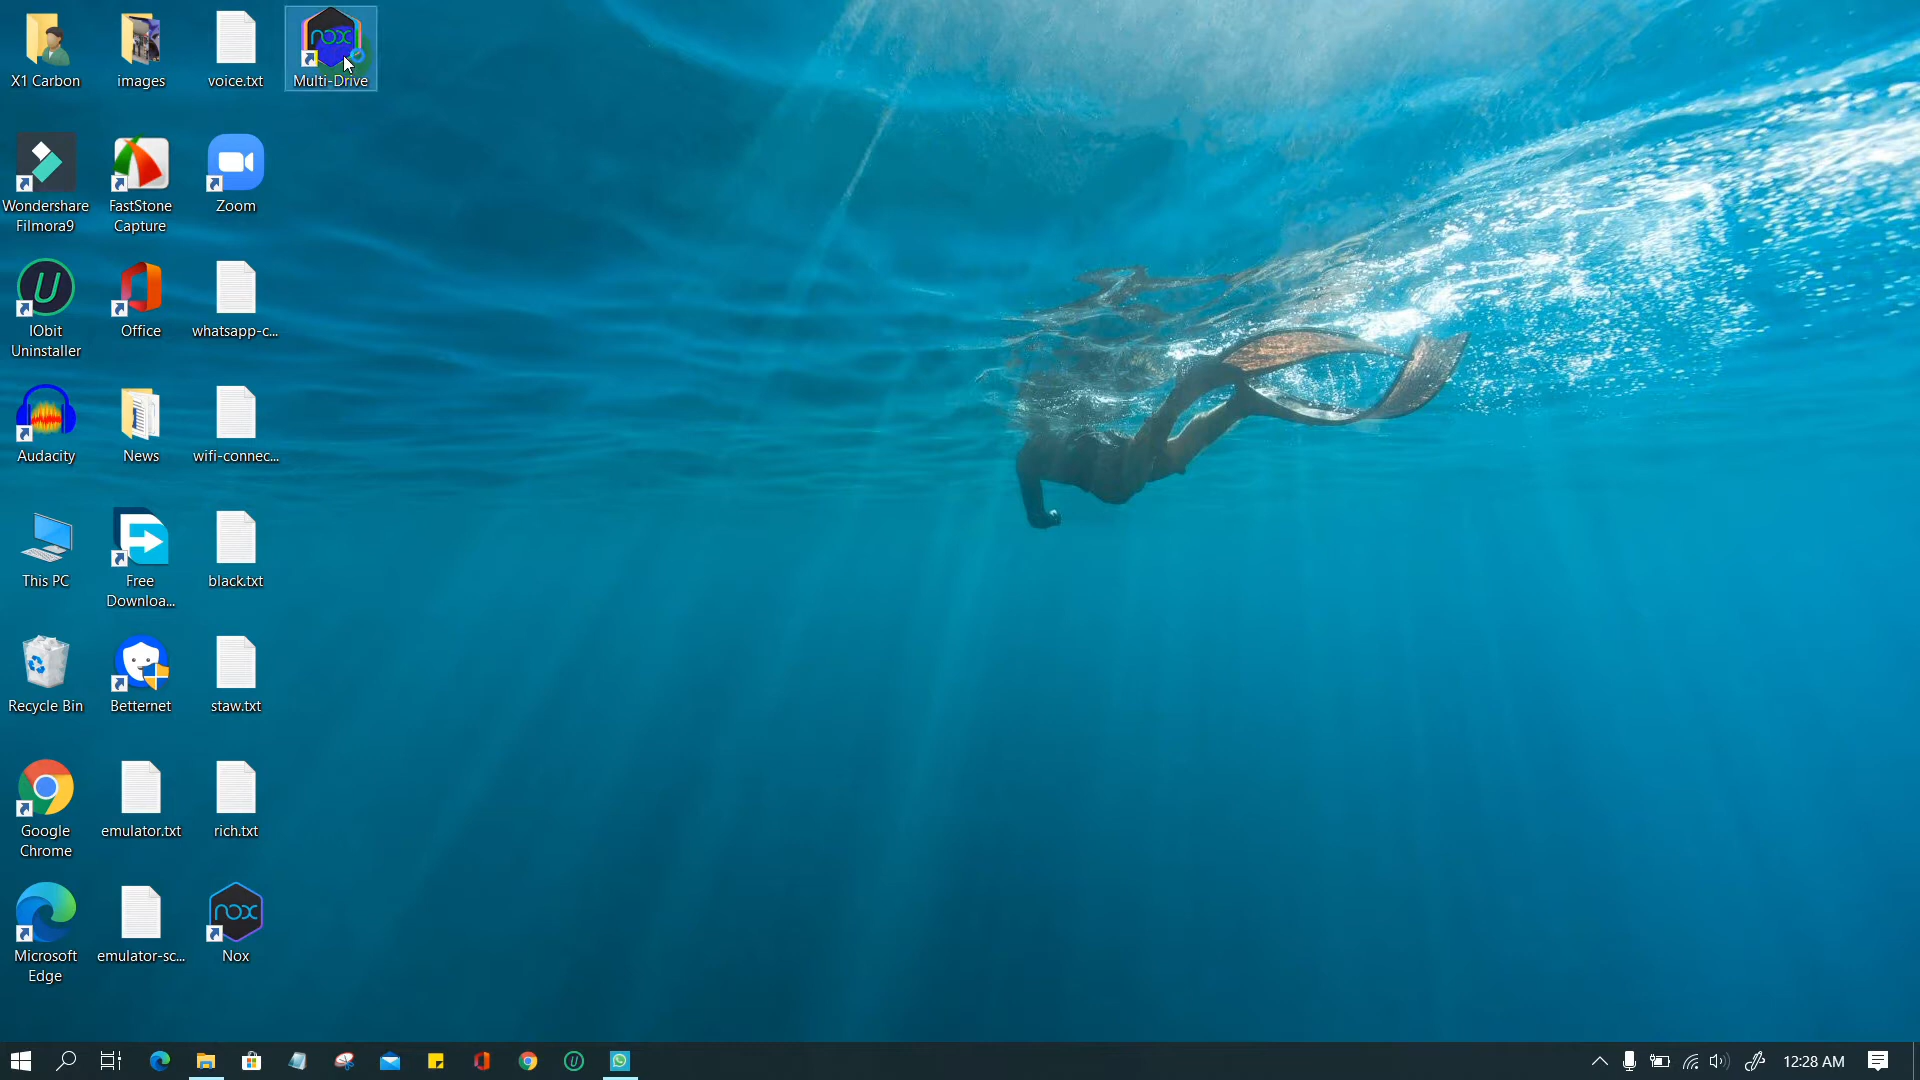 X1 Carbon
images
voice.txt
nox
Multi-Drive
Wondershare
Filmora9
FastStone
Capture
Zoom
IObit
Uninstaller
Office
whatsapp-c...
Audacity
News
wifi-connec...
This PC
Free
Downloa...
black.txt
Recycle Bin
Betternet
staw.txt
Google
Chrome
emulator.txt
rich.txt
Microsoft
Edge
emulator-sc...
nox
Nox
12:28 AM